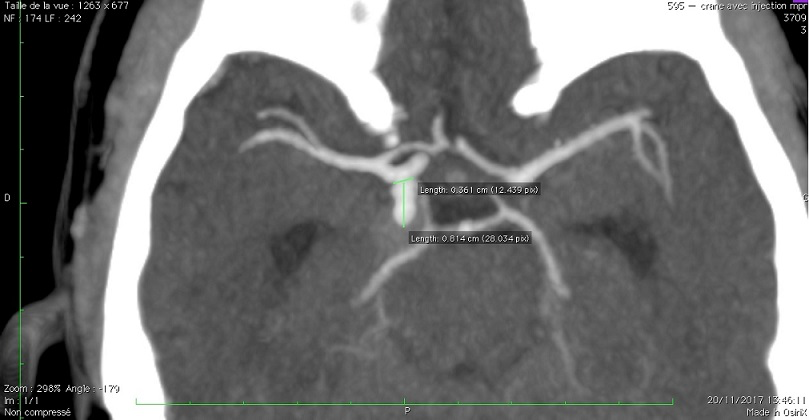 Taille de la vue : 1263 x 677
NF : 174 LF : 242
595 — crane avec injection mpr
3709
3
D
Length: 0.361 cm (12.439 pix)
Length: 0.814 cm (28.034 pix)
Zoom : 298% Angle : -179
Im : 1/1
Non compressé
P
20/11/2017 13:46:11
Made In OsiriX